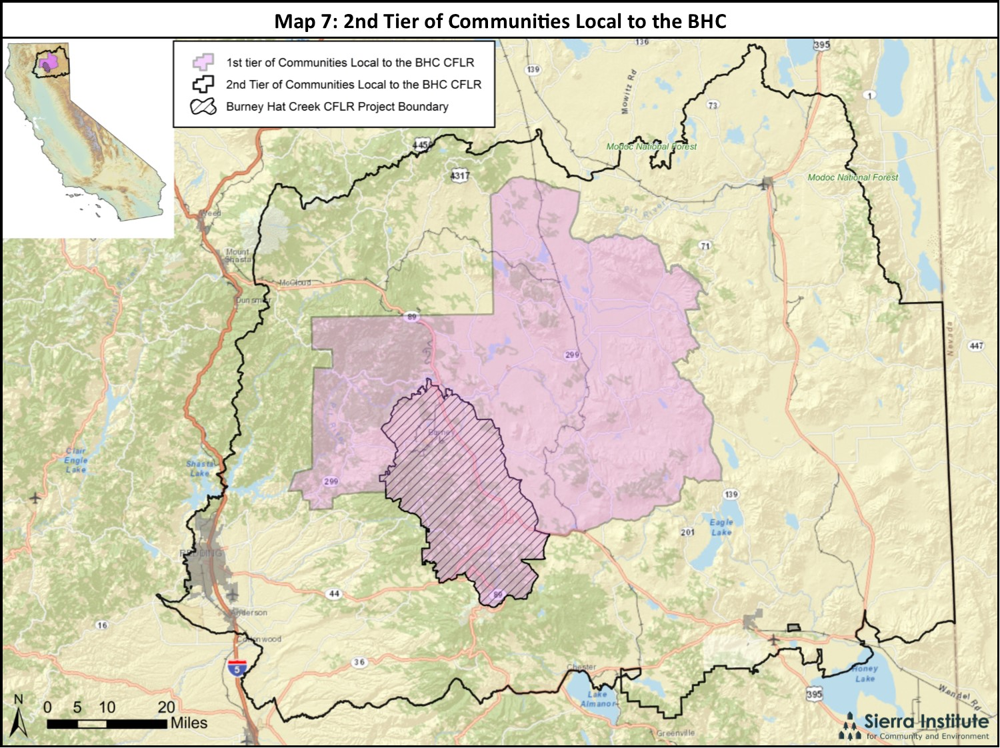 Map 7: 2nd Tier of Communities Local to the BHC
1st tier of Communities Local to the BHC CFLR
2nd Tier of Communities Local to the BHC CFLR
Burney Hat Creek CFLR Project Boundary
136
395
139
Mowitz Rd
1
73
Modoc National Forest
4317
Modoc National Forest
Pit River
Weed
71
Mount
Shasta
McCloud
Dunsmer
89
Nevada
447
299
Burney
Clair
Engle
Lake
Shasta
Lake
299
139
Eagle
Lake
201
REDDING
44
89
Anderson
16
Cottonwood
36
5
Chester
Honey
Lake
Lake
Almanor
395
Wendel Rd
Greenville
N
0 5 10 20
Miles
Sierra Institute
for Community and Environment